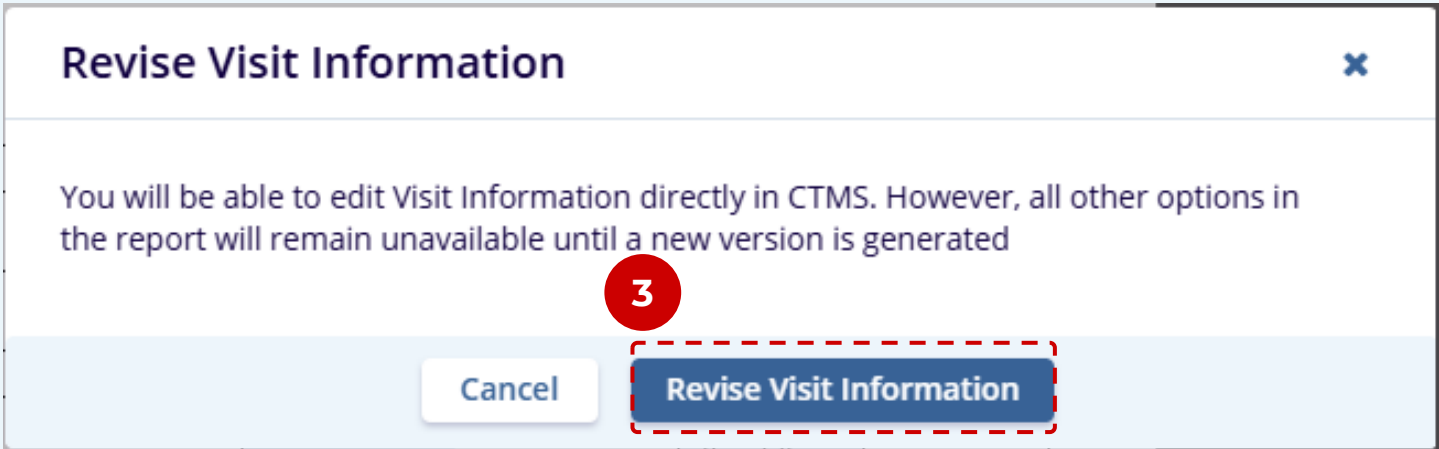 Revise Visit Information
You will be able to edit Visit Information directly in CTMS. However, all other options in
the report will remain unavailable until a new version is generated
3
Cancel
Revise Visit Information